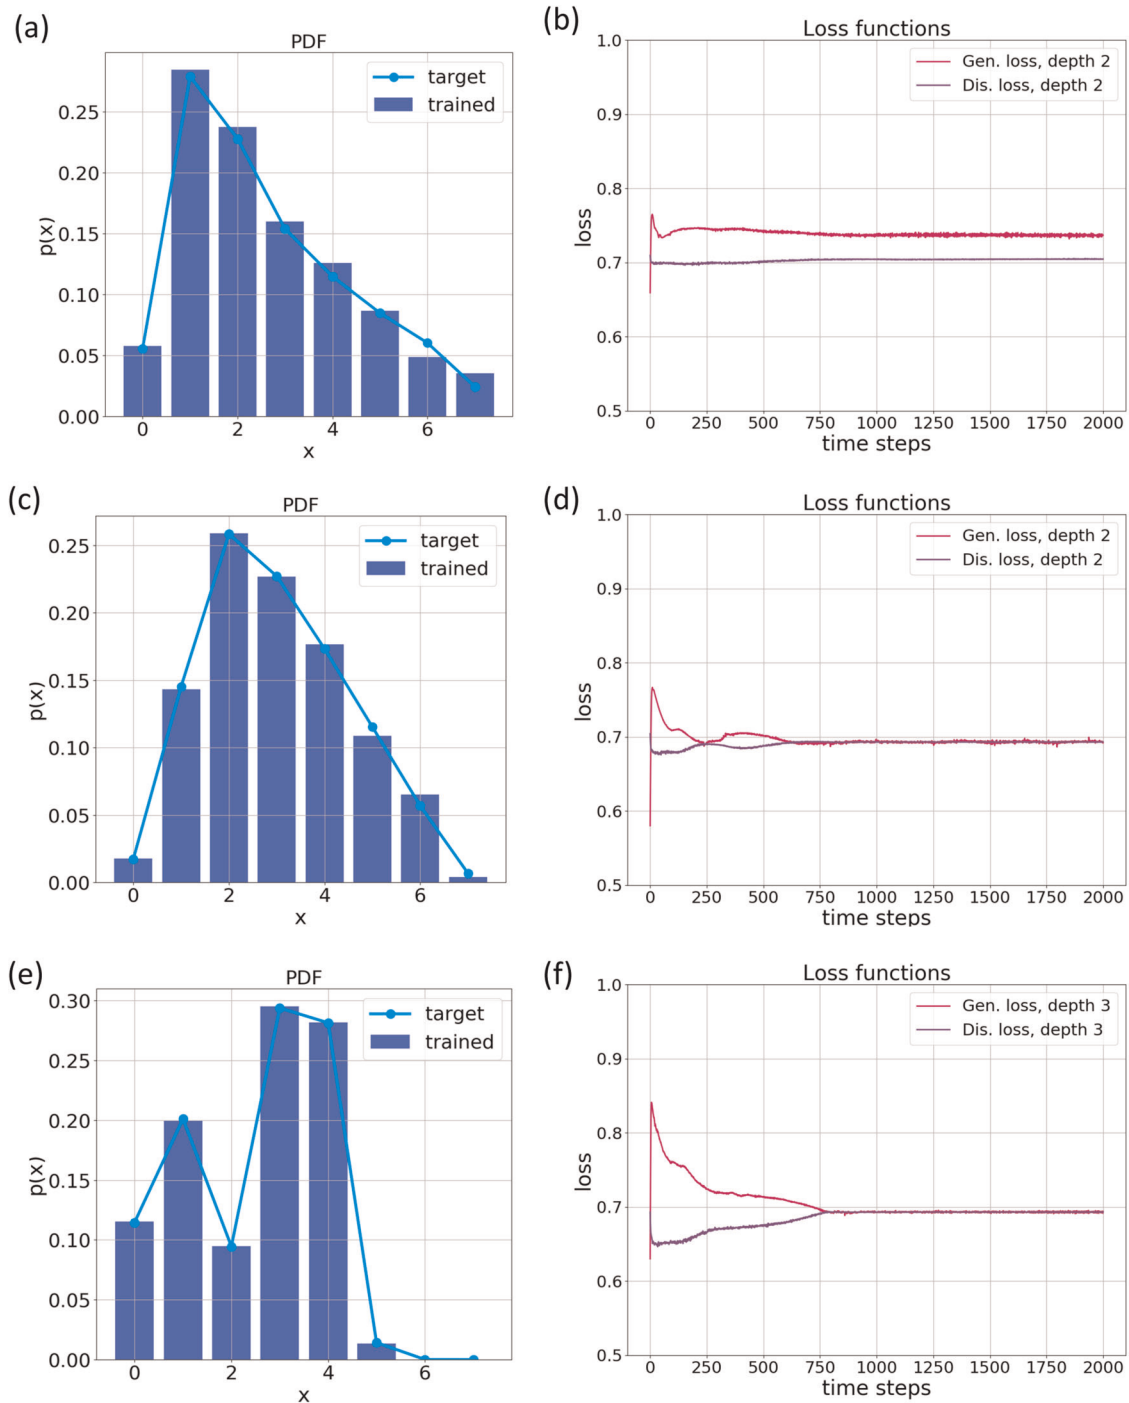 (a)
PDF
target
trained
0.25
0.20
0.15
0.10
0.05
0.00
p(x)
0 2 4 6
x
(b)
Loss functions
Gen. loss, depth 2
Dis. loss, depth 2
1.0
0.9
0.8
0.7
0.6
0.5
loss
0 250 500 750 1000 1250 1500 1750 2000
time steps
(c)
PDF
target
trained
0.25
0.20
0.15
0.10
0.05
0.00
p(x)
0 2 4 6
x
(d)
Loss functions
Gen. loss, depth 2
Dis. loss, depth 2
1.0
0.9
0.8
0.7
0.6
0.5
loss
0 250 500 750 1000 1250 1500 1750 2000
time steps
(e)
PDF
target
trained
0.30
0.25
0.20
0.15
0.10
0.05
0.00
p(x)
0 2 4 6
x
(f)
Loss functions
Gen. loss, depth 3
Dis. loss, depth 3
1.0
0.9
0.8
0.7
0.6
0.5
loss
0 250 500 750 1000 1250 1500 1750 2000
time steps